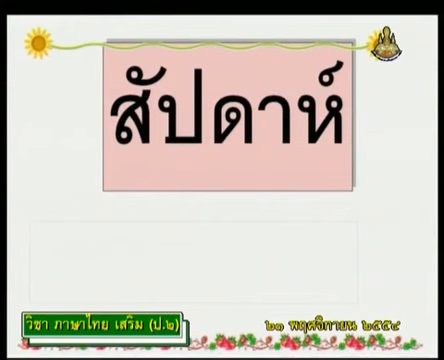 สัปดาห์
วิชา ภาษาไทย เสริม (ป.๒)
๒๑ พฤศจิกายน ๒๕๕๔